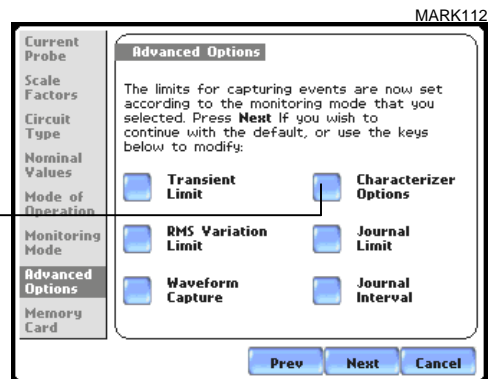 MARK112
Current
Probe
Scale
Factors
Circuit
Type
Nominal
Values
Mode of
Operation
Monitoring
Mode
Advanced
Options
Memory
Card
Advanced Options
The limits for capturing events are now set
according to the monitoring mode that you
selected. Press Next If you wish to
continue with the default, or use the keys
below to modify:
Transient
Limit
Characterizer
Options
RMS Variation
Limit
Journal
Limit
Waveform
Capture
Journal
Interval
Prev
Next
Cancel